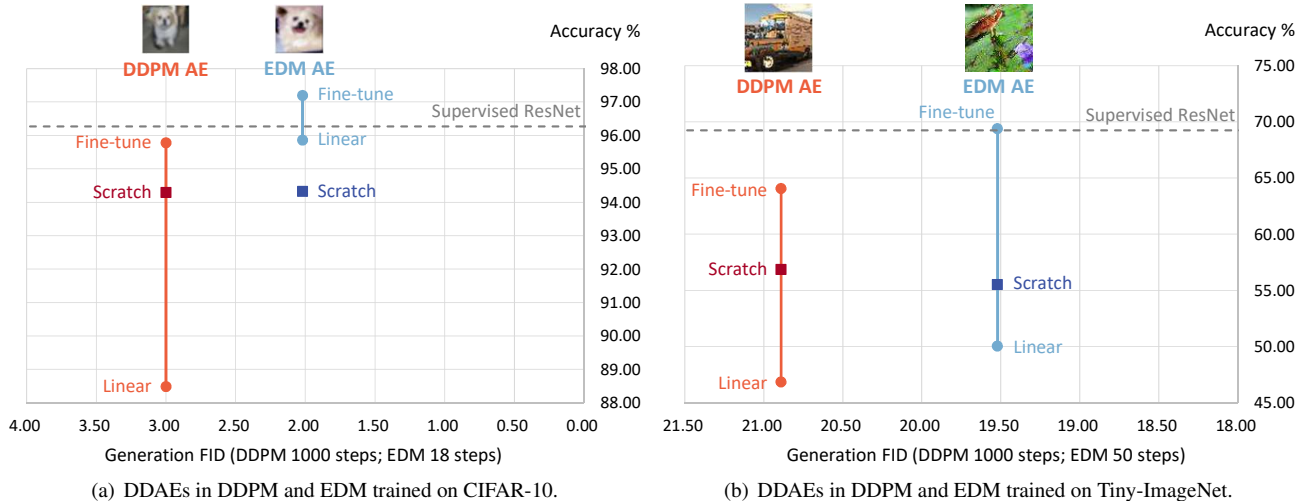 Accuracy %
DDPM AE
EDM AE
98.00
97.00
96.00
95.00
94.00
93.00
92.00
91.00
90.00
89.00
88.00
Fine-tune
Supervised ResNet
Linear
Fine-tune
Scratch
Scratch
Linear
4.00 3.50 3.00 2.50 2.00 1.50 1.00 0.50 0.00
Generation FID (DDPM 1000 steps; EDM 18 steps)
(a) DDAEs in DDPM and EDM trained on CIFAR-10.
Accuracy %
DDPM AE
EDM AE
75.00
70.00
65.00
60.00
55.00
50.00
45.00
Fine-tune
Supervised ResNet
Fine-tune
Scratch
Scratch
Linear
Linear
21.50 21.00 20.50 20.00 19.50 19.00 18.50 18.00
Generation FID (DDPM 1000 steps; EDM 50 steps)
(b) DDAEs in DDPM and EDM trained on Tiny-ImageNet.